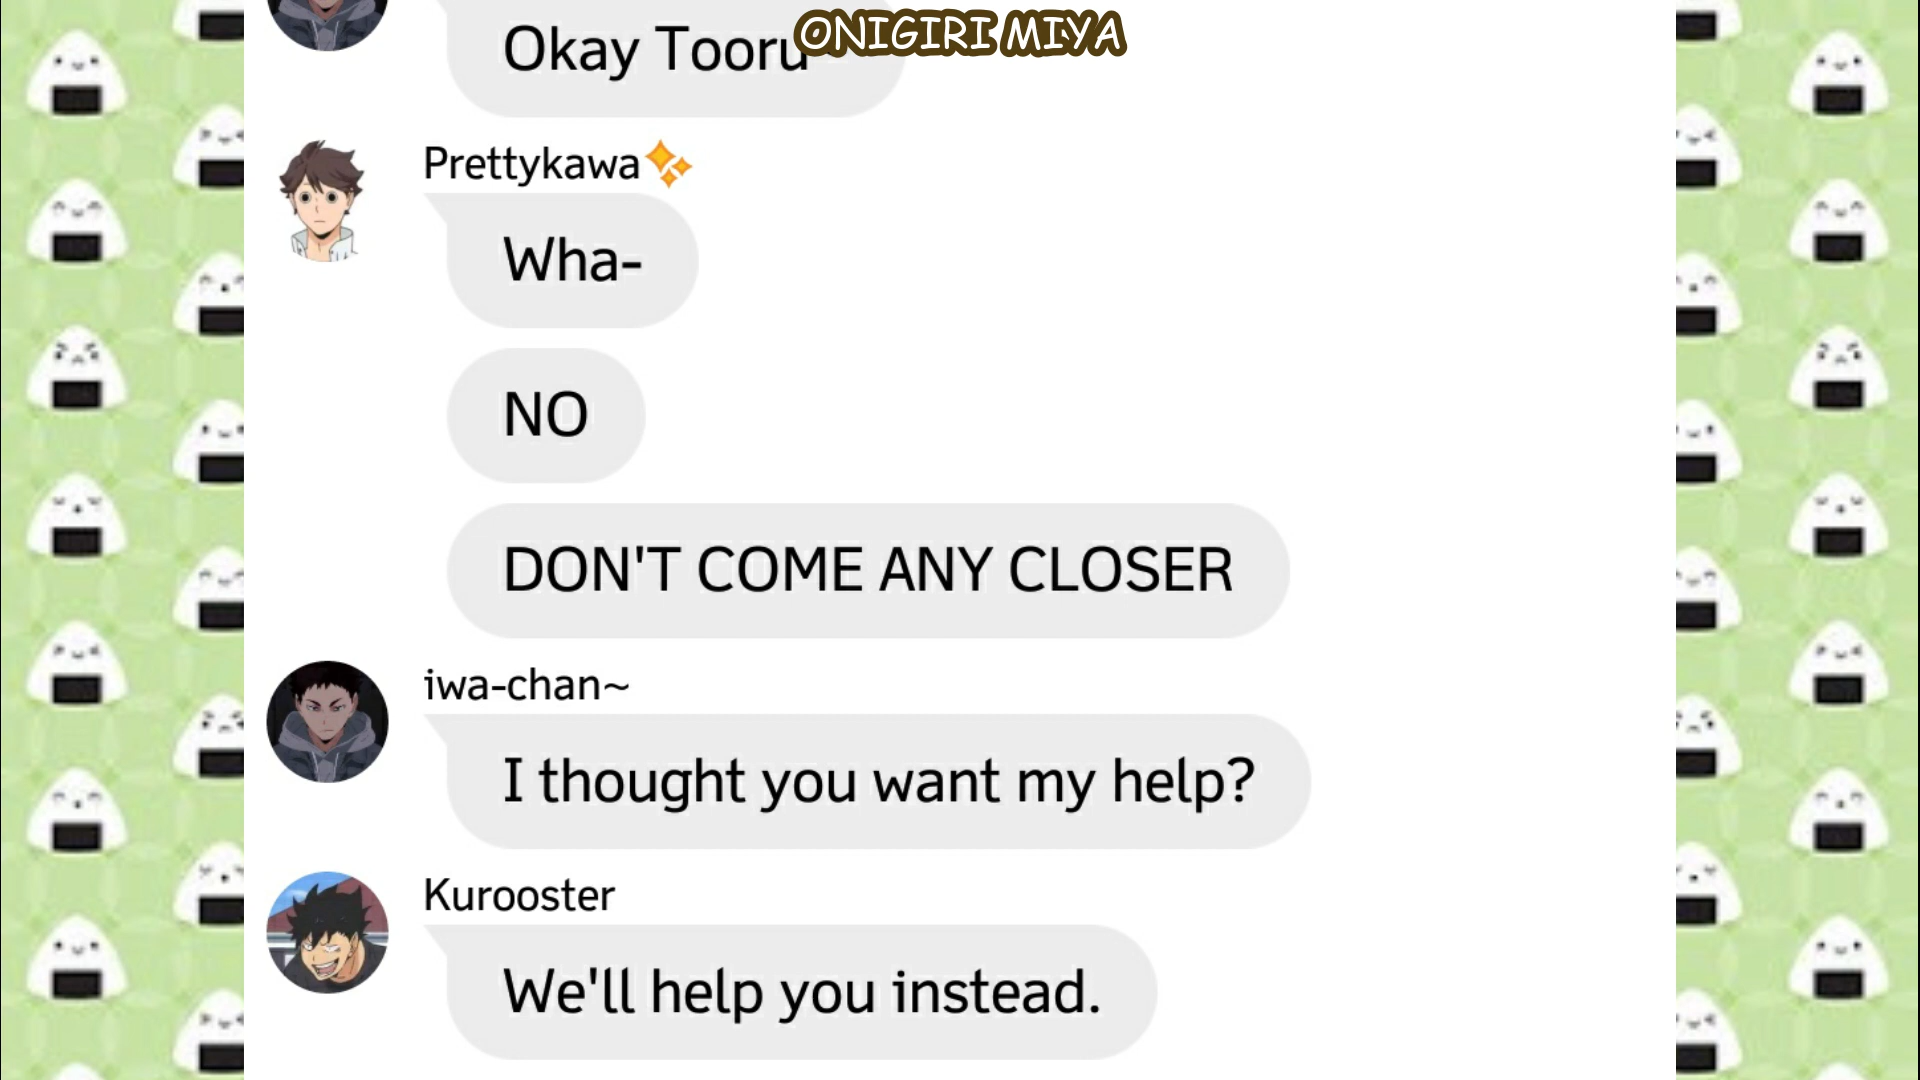 ONIGIRI MIYA
Okay Tooru~
Prettykawa✨
Wha-
NO
DON'T COME ANY CLOSER
iwa-chan~
I thought you want my help?
Kurooster
We'll help you instead.